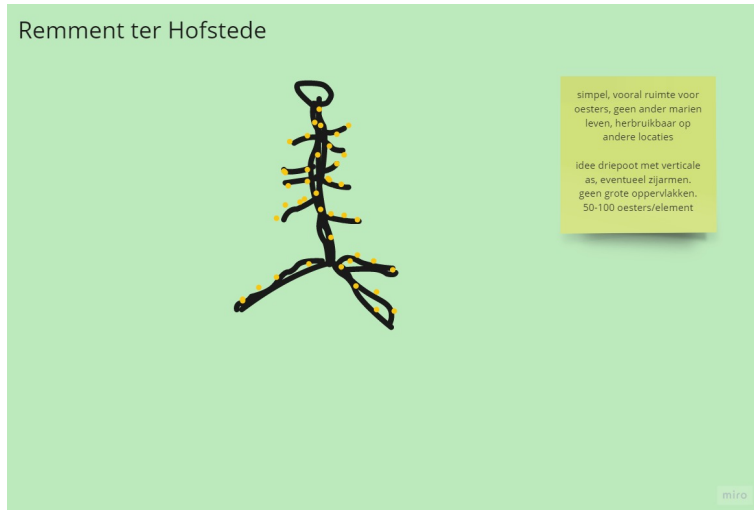 Remment ter Hofstede
simpel, vooral ruimte voor
oesters, geen ander marien
leven, herbruikbaar op
andere locaties
idee driepoot met verticale
as, eventueel zijarmen.
geen grote oppervlakken.
50-100 oesters/element
miro